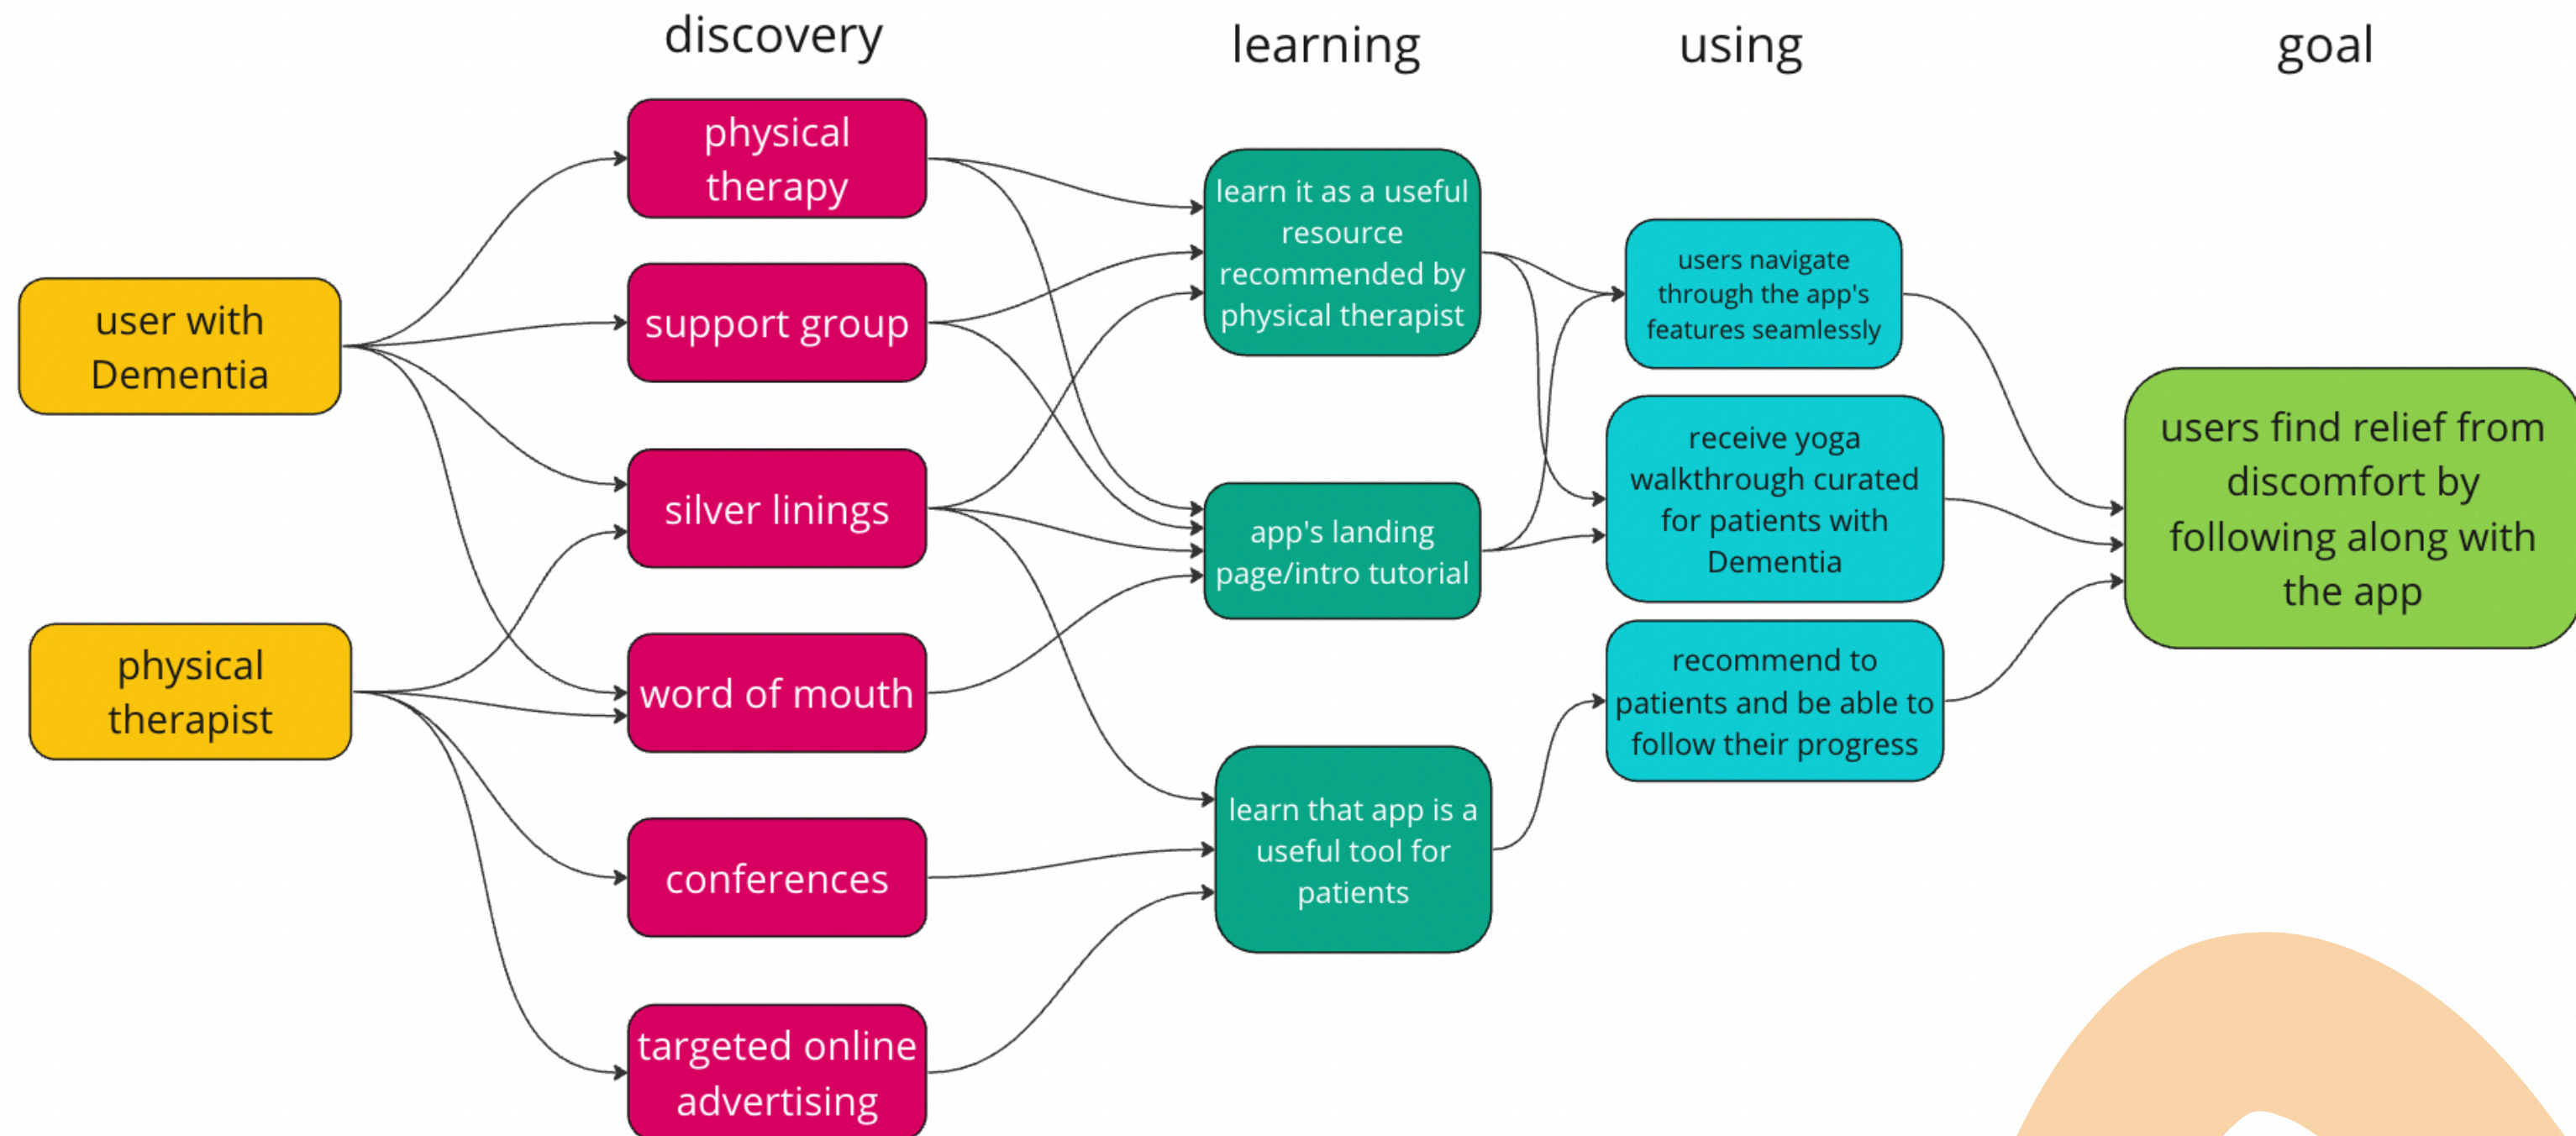 discovery
learning
using
goal
user with
Dementia
physical
therapist
physical
therapy
support group
silver linings
word of mouth
conferences
targeted online
advertising
learn it as a useful
resource
recommended by
physical therapist
app's landing
page/intro tutorial
learn that app is a
useful tool for
patients
users navigate
through the app's
features seamlessly
receive yoga
walkthrough curated
for patients with
Dementia
recommend to
patients and be able to
follow their progress
users find relief from
discomfort by
following along with
the app